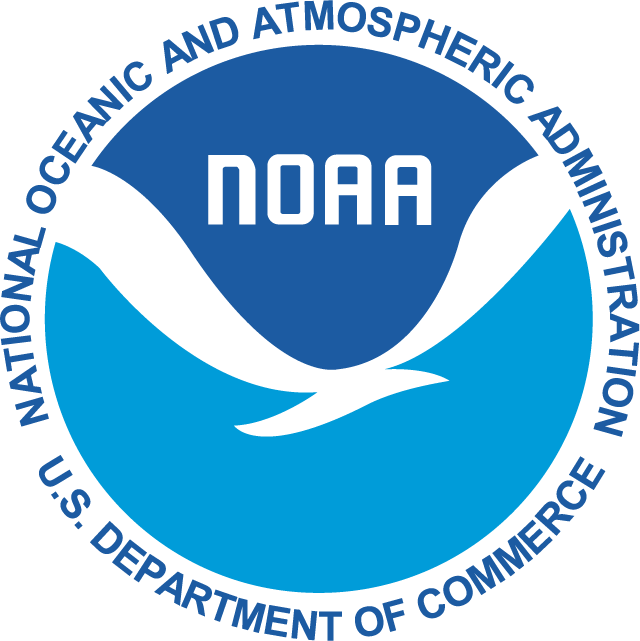 NATIONAL OCEANIC AND ATMOSPHERIC ADMINISTRATION
NOAA
U.S. DEPARTMENT OF COMMERCE